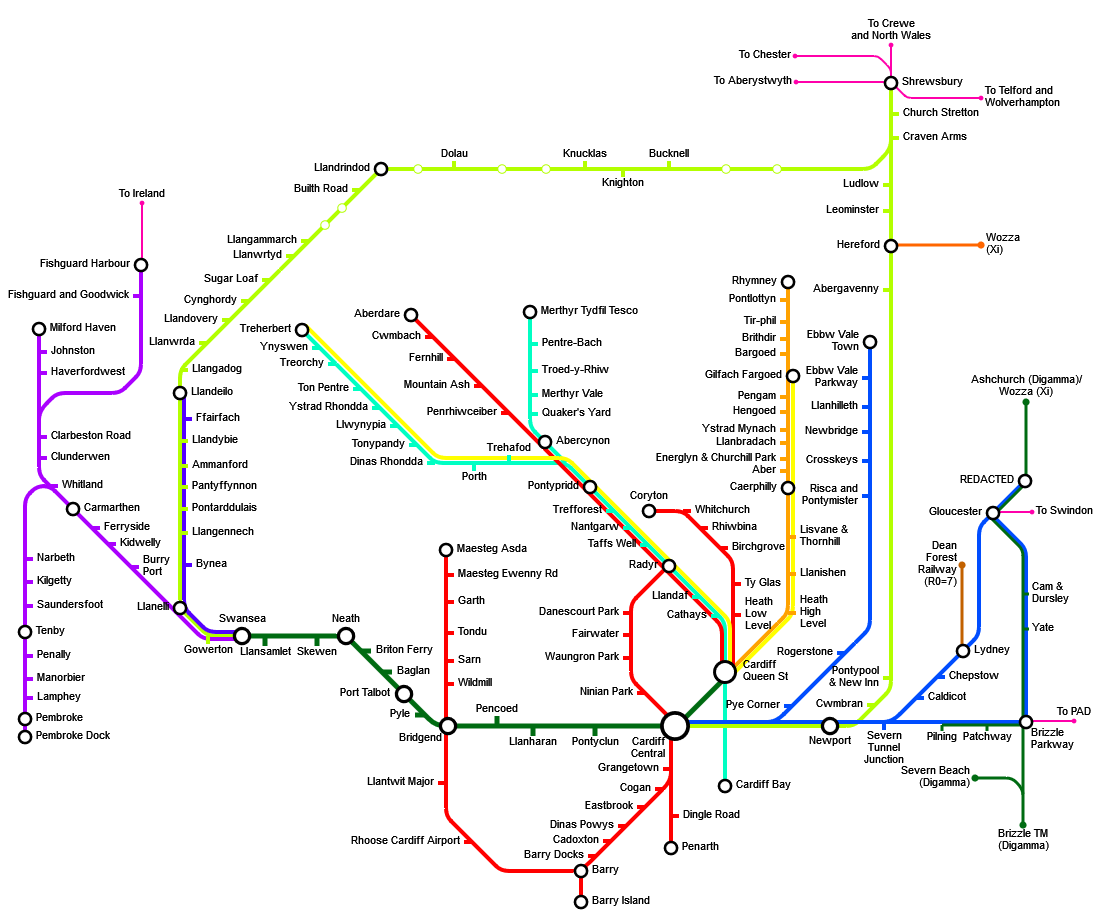 To Crewe
and North Wales
To Chester
To Aberystwyth
Shrewsbury
To Telford and
Wolverhampton
Church Stretton
Craven Arms
Dolau
Knucklas
Bucknell
Knighton
Llandrindod
Builth Road
Ludlow
Leominster
To Ireland
Llangammarch
Llanwrtyd
Hereford
Wozza
(Xi)
Fishguard Harbour
Sugar Loaf
Rhymney
Abergavenny
Fishguard and Goodwick
Cynghordy
Pontlottyn
Milford Haven
Llandovery
Treherbert
Aberdare
Merthyr Tydfil Tesco
Tir-phil
Llanwrda
Ynyswen
Cwmbach
Pentre-Bach
Brithdir
Ebbw Vale
Town
Johnston
Treorchy
Fernhill
Bargoed
Haverfordwest
Llangadog
Troed-y-Rhiw
Gilfach Fargoed
Ebbw Vale
Parkway
Llandeilo
Ton Pentre
Mountain Ash
Merthyr Vale
Pengam
Ashchurch (Digamma)/
Wozza (Xi)
Ffairfach
Ystrad Rhondda
Penrhiwceiber
Quaker's Yard
Hengoed
Llanhilleth
Clarbeston Road
Llandybie
Llwynypia
Abercynon
Ystrad Mynach
Newbridge
Clunderwen
Tonypandy
Trehafod
Llanbradach
Ammanford
Dinas Rhondda
Energlyn & Churchill Park
Crosskeys
Porth
Aber
Whitland
Pantyffynnon
Pontypridd
Caerphilly
Risca and
Pontymister
REDACTED
Carmarthen
Pontarddulais
Trefforest
Coryton
Whitchurch
Gloucester
To Swindon
Ferryside
Llangennech
Nantgarw
Rhiwbina
Lisvane &
Thornhill
Kidwelly
Taffs Well
Birchgrove
Dean
Forest
Railway
(R0=7)
Narbeth
Burry
Port
Bynea
Maesteg Asda
Radyr
Kilgetty
Maesteg Ewenny Rd
Ty Glas
Llanishen
Cam &
Dursley
Saundersfoot
Llanelli
Garth
Danescourt Park
Llandaf
Cathays
Heath
Low
Level
Heath
High
Level
Yate
Tenby
Swansea
Neath
Tondu
Fairwater
Gowerton
Llansamlet
Skewen
Briton Ferry
Rogerstone
Lydney
Penally
Sarn
Waungron Park
Baglan
Cardiff
Queen St
Pontypool
& New Inn
Chepstow
Manorbier
Wildmill
Ninian Park
Port Talbot
Caldicot
Lamphey
Pye Corner
Cwmbran
Pembroke
Pyle
Pencoed
To PAD
Pembroke Dock
Bridgend
Llanharan
Pontyclun
Cardiff
Central
Newport
Severn
Tunnel
Junction
Pilning
Patchway
Brizzle
Parkway
Grangetown
Llantwit Major
Cogan
Cardiff Bay
Severn Beach
(Digamma)
Eastbrook
Dingle Road
Dinas Powys
Rhoose Cardiff Airport
Cadoxton
Penarth
Brizzle TM
(Digamma)
Barry Docks
Barry
Barry Island